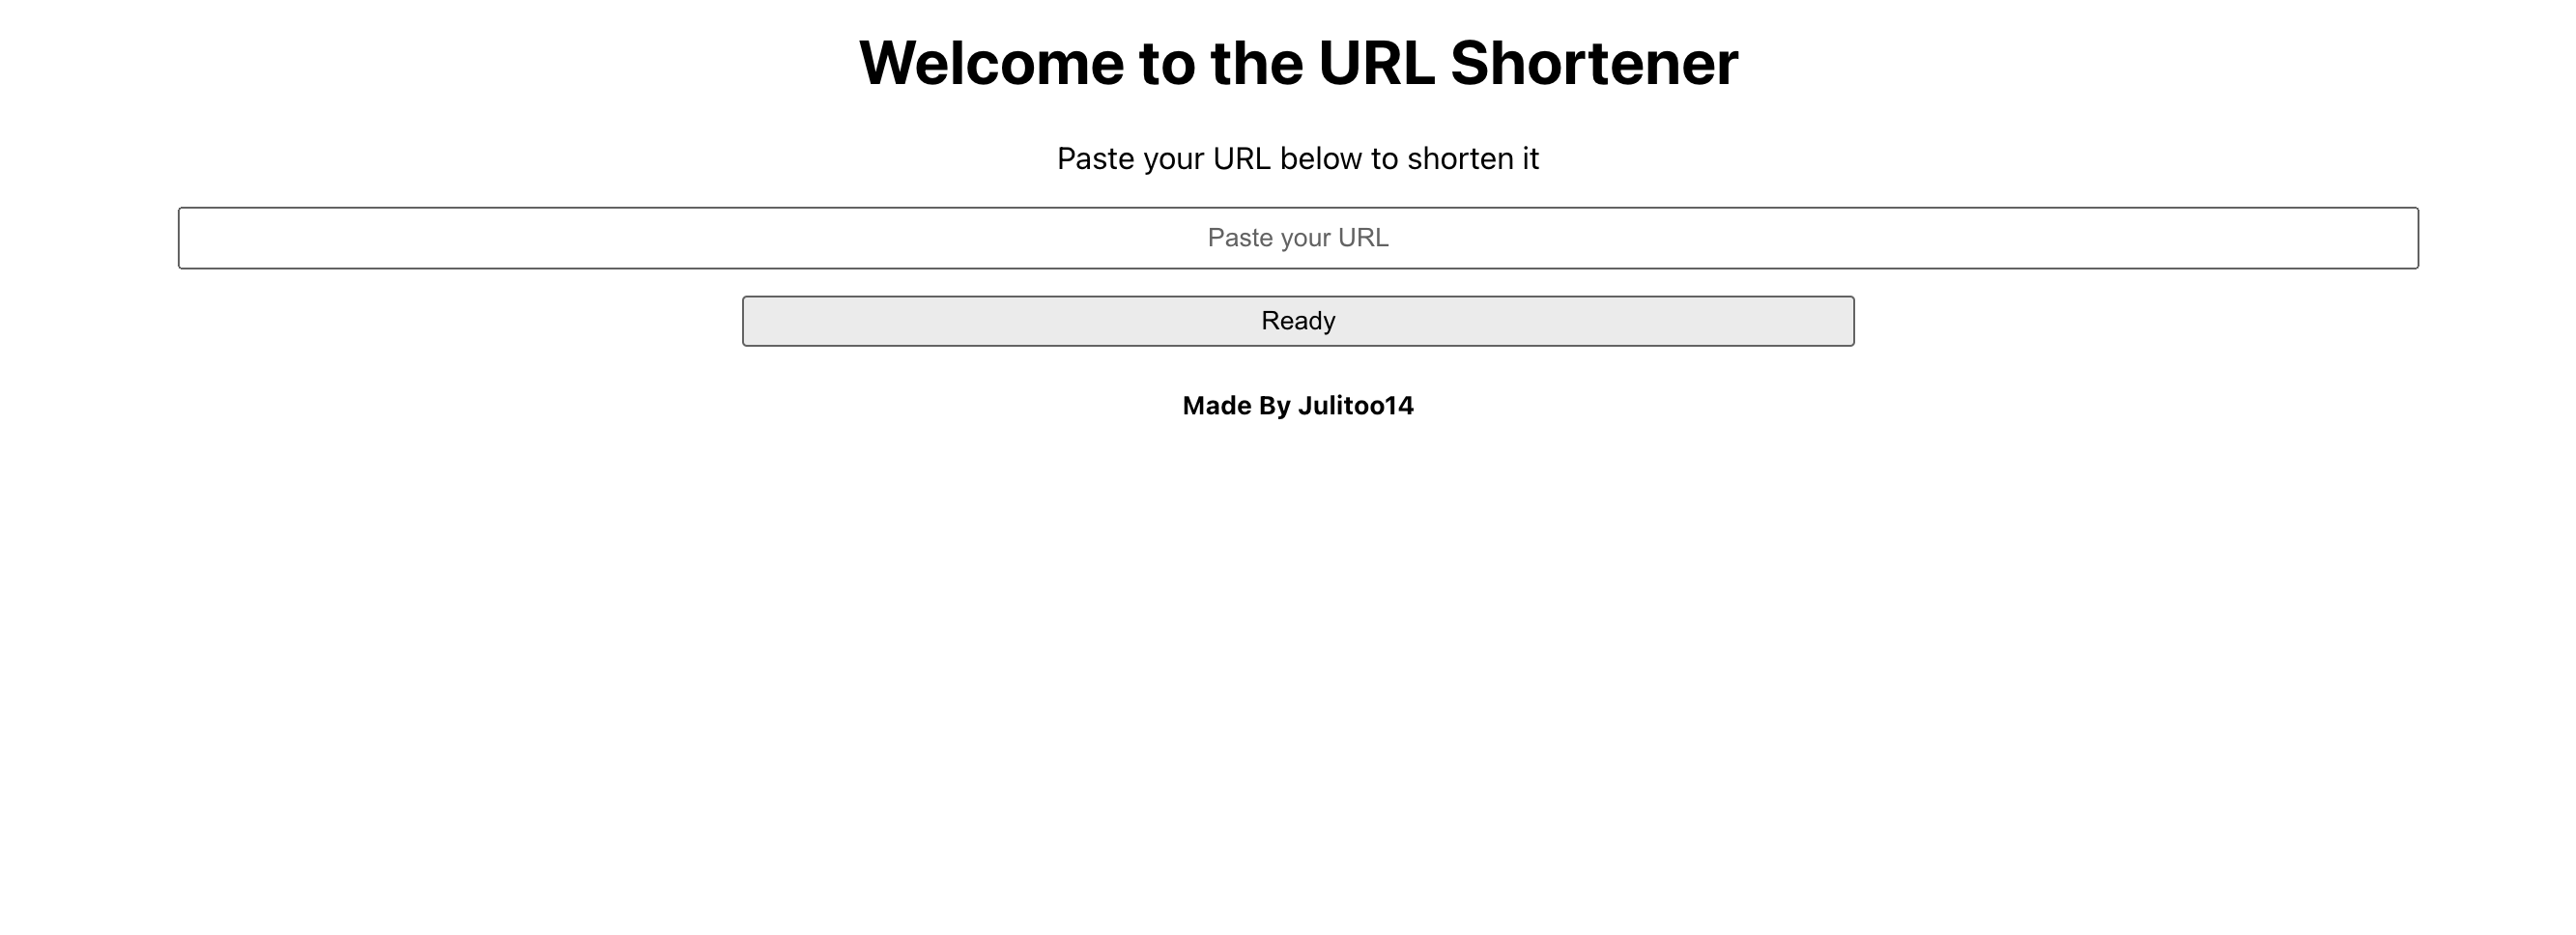 Welcome to the URL Shortener
Paste your URL below to shorten it
Paste your URL
Ready
Made By Julitoo14